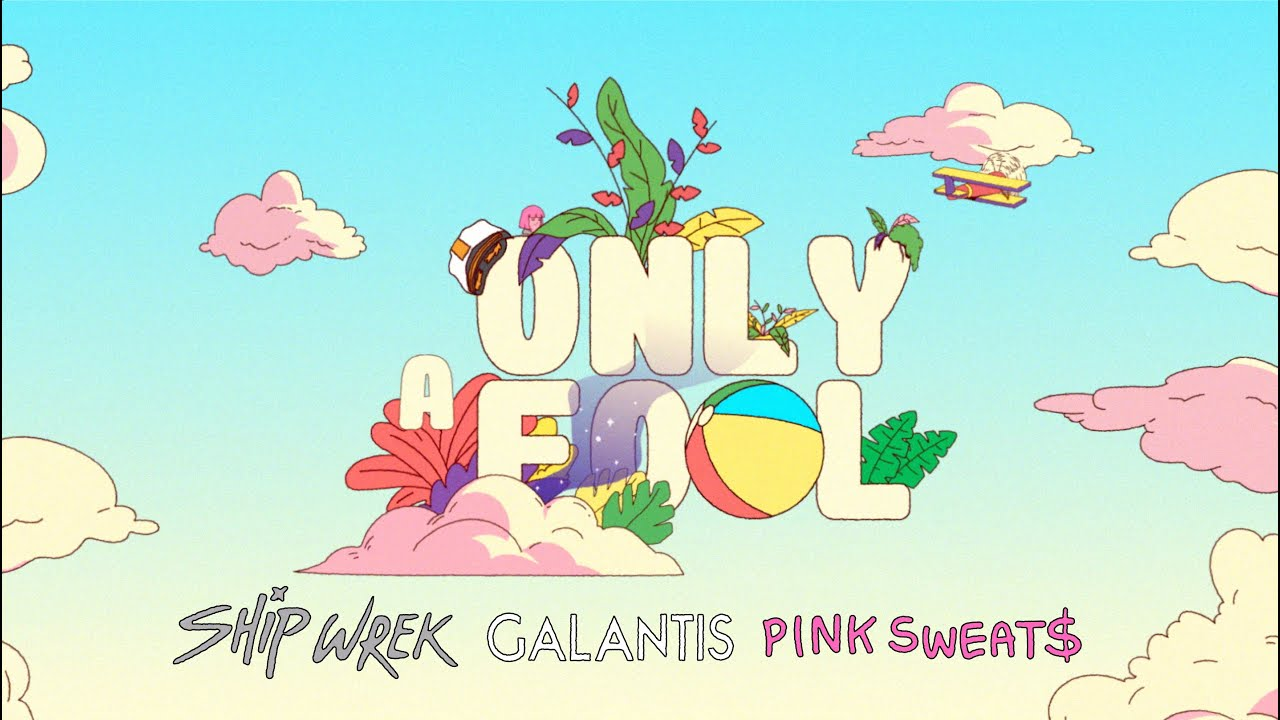 ONLY
A FOOL
SHIP WREK GALANTIS PINK SWEAT$